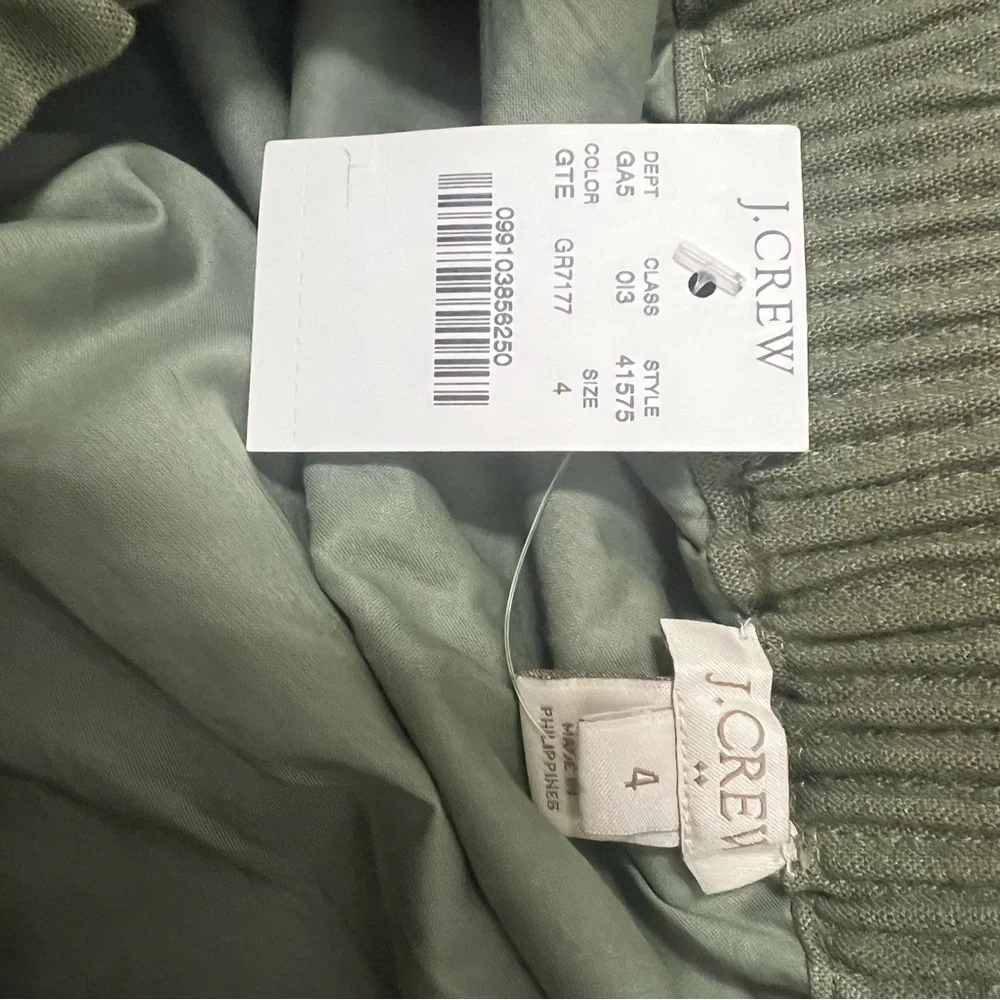 J.CREW
DEPT CLASS STYLE
GA5 013 41575
COLOR SIZE
GTE GR7177 4
099103856250
J.CREW
4
MADE IN
PHILIPPINES